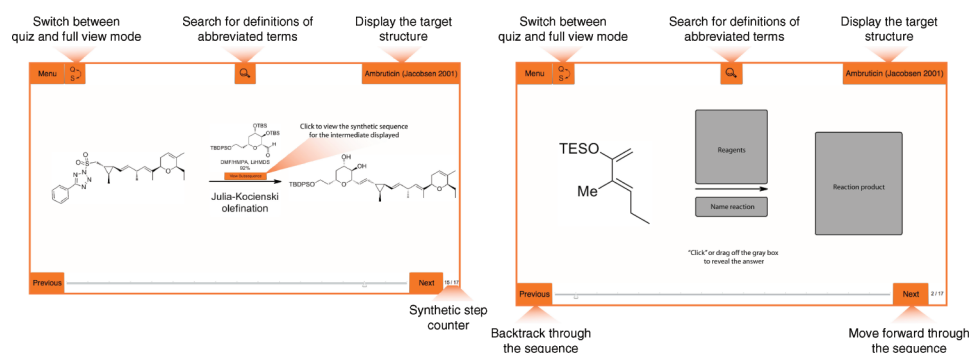 Switch between
quiz and full view mode
Search for definitions of
abbreviated terms
Display the target
structure
Menu
Q
S
Ambruticin (Jacobsen 2001)
Click to view the synthetic sequence
for the intermediate displayed
OTBS
OTBS
TBDPSO
O
H
O
DMF/HMPA, LiHMDS
92%
Julia-Kocienski
olefination
O
O
S
N
N
N
N
O
OH
OH
TBDPSO
O
O
Previous
Next
15 / 17
Synthetic step
counter
Switch between
quiz and full view mode
Search for definitions of
abbreviated terms
Display the target
structure
Menu
Q
S
Ambruticin (Jacobsen 2001)
TESO
Me
Reagents
Name reaction
Reaction product
"Click" or drag off the gray box
to reveal the answer
Previous
Next
2 / 17
Backtrack through
the sequence
Move forward through
the sequence